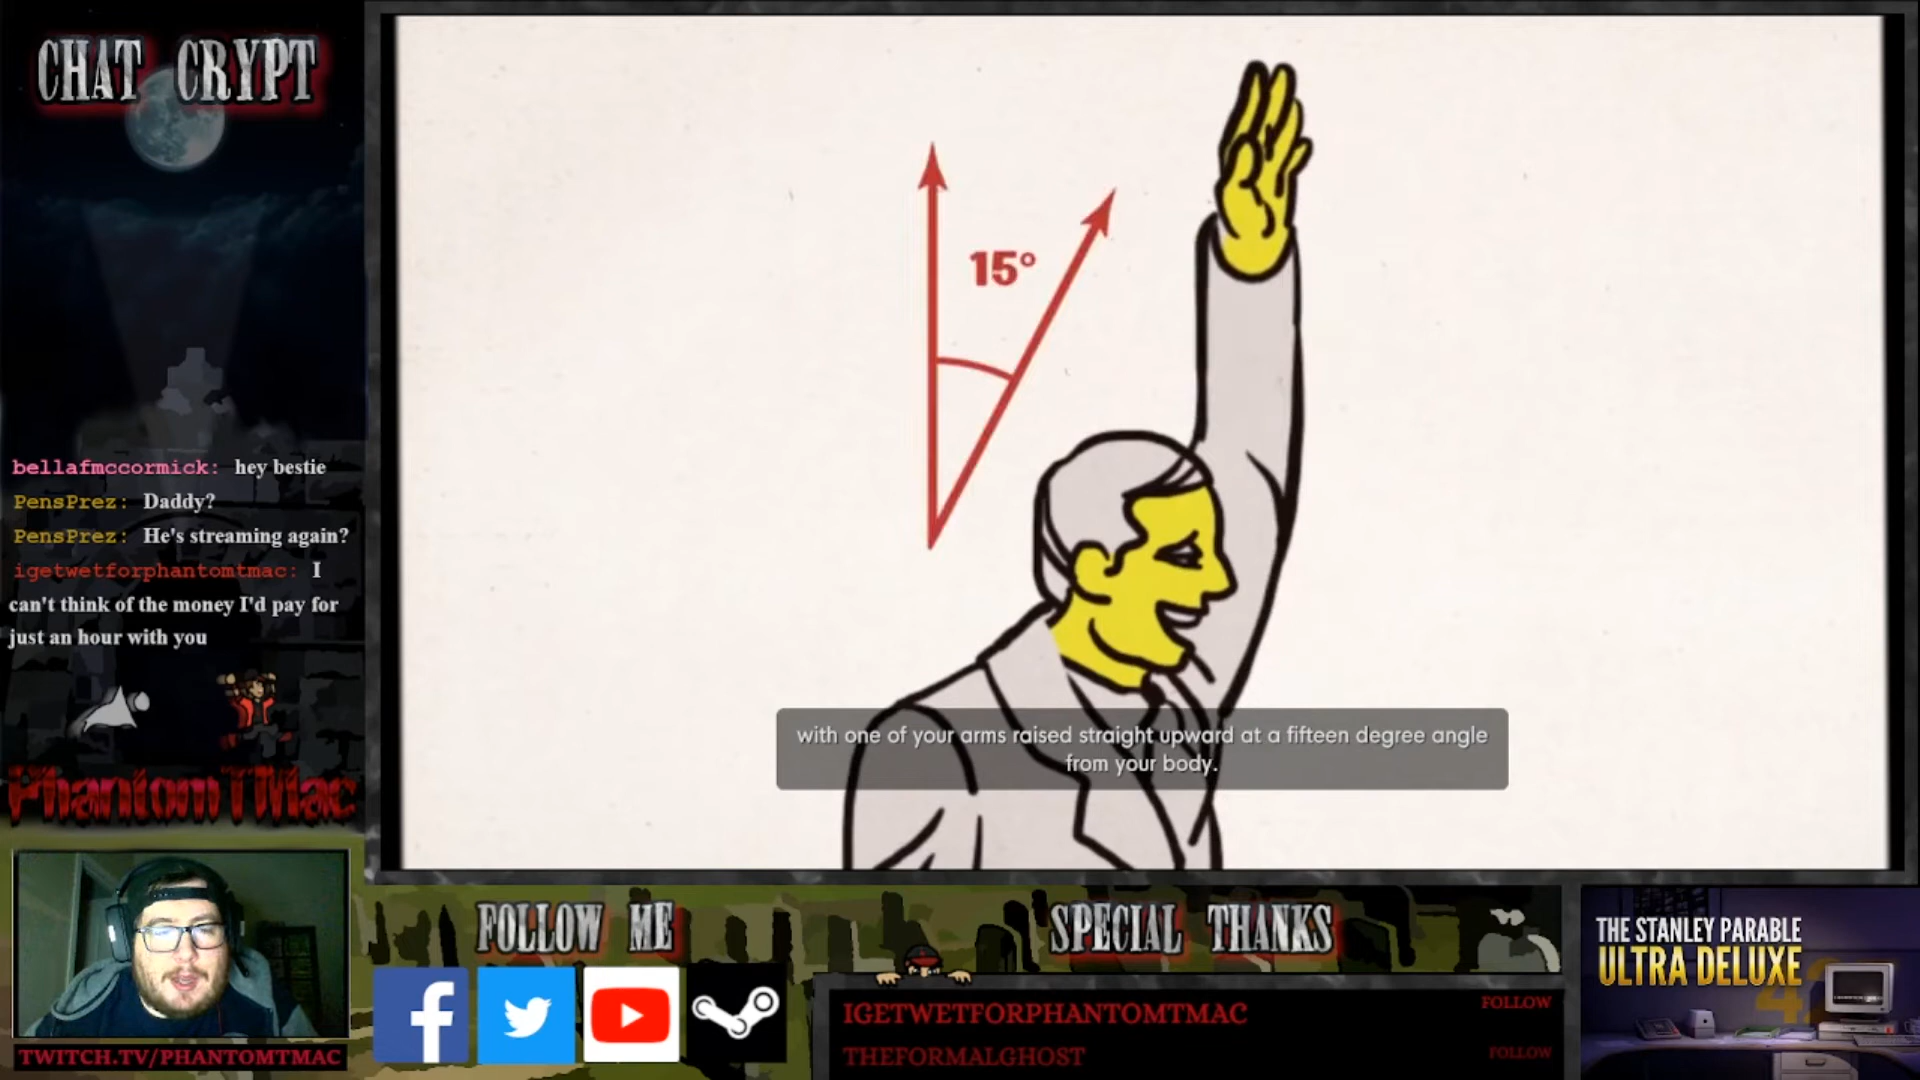 CHAT CRYPT
bellafmccormick: hey bestie
PensPrez: Daddy?
PensPrez: He's streaming again?
igetwetforphantomtmac: I
can't think of the money I'd pay for
just an hour with you
PhantomTMac
TWITCH.TV/PHANTOMTMAC
15°
with one of your arms raised straight upward at a fifteen degree angle
from your body.
FOLLOW ME
SPECIAL THANKS
IGETWETFORPHANTOMTMAC FOLLOW
THEFORMALGHOST FOLLOW
THE STANLEY PARABLE
ULTRA DELUXE